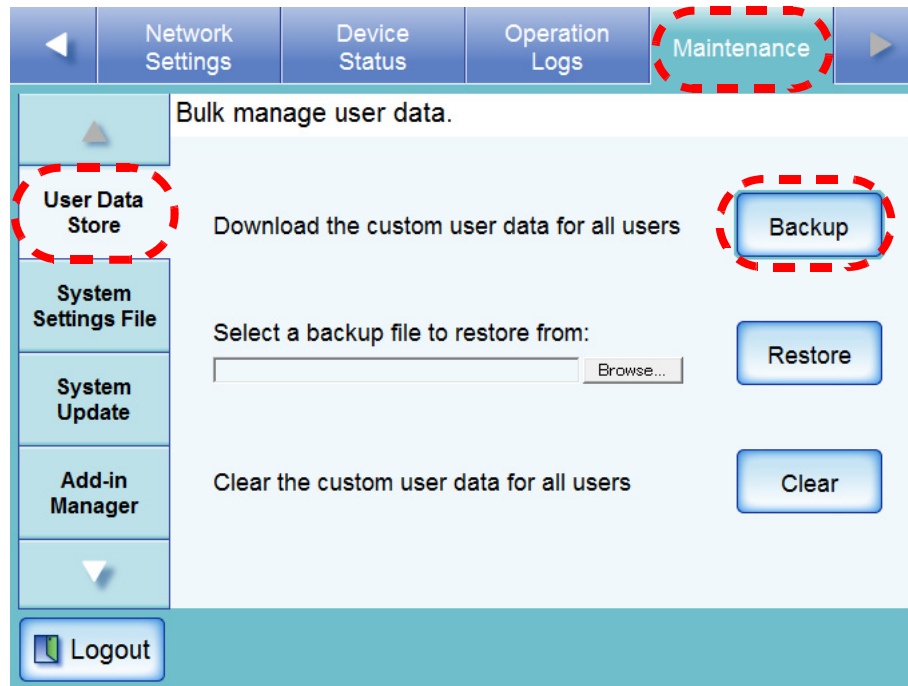 Network
Settings
Device
Status
Operation
Logs
Maintenance
Bulk manage user data.
User Data
Store
Download the custom user data for all users
Backup
System
Settings File
Select a backup file to restore from:
Browse...
Restore
System
Update
Add-in
Manager
Clear the custom user data for all users
Clear
Logout